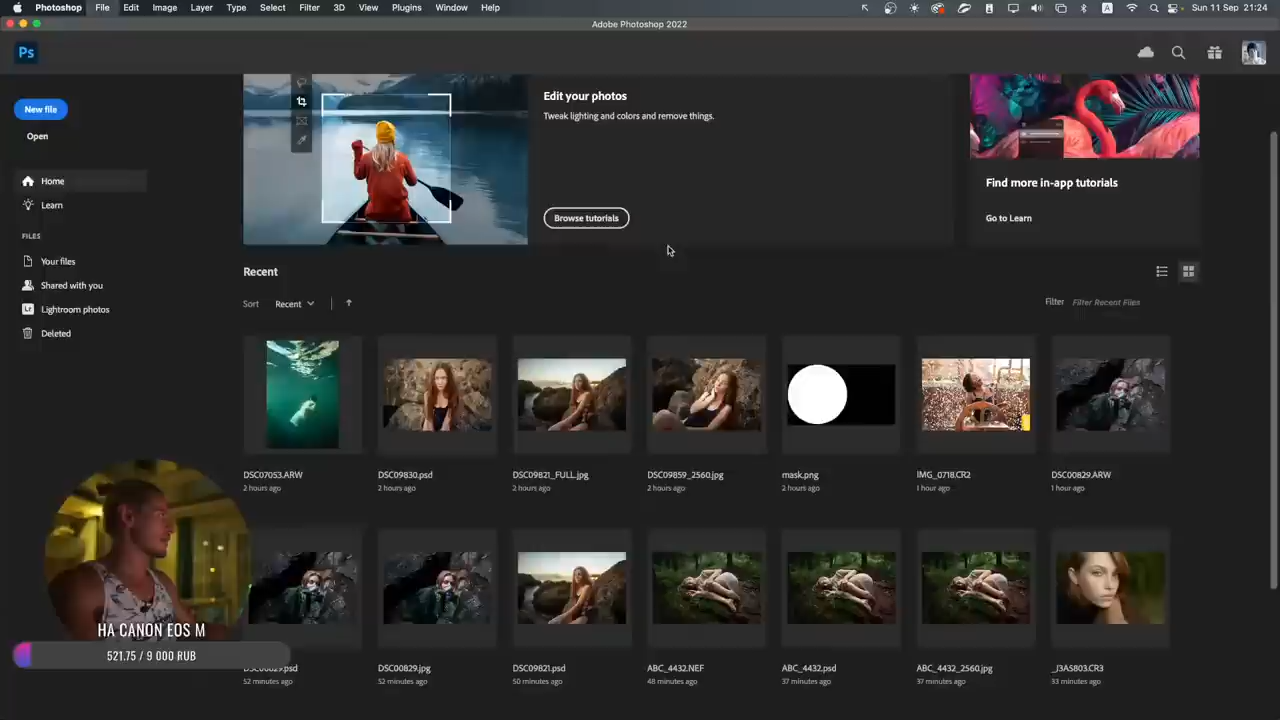 Photoshop File Edit Image Layer Type Select Filter 3D View Plugins Window Help A Sun 11 Sep 21:24
Adobe Photoshop 2022
Ps
New file
Open
Home
Learn
FILES
Your files
Shared with you
Lr Lightroom photos
Deleted
Edit your photos
Tweak lighting and colors and remove things.
Browse tutorials
Find more in-app tutorials
Go to Learn
Recent
Sort Recent
Filter Filter Recent Files
DSC07053.ARW DSC09830.psd DSC09821_FULL.jpg DSC09859_2560.jpg mask.png IMG_0718.CR2 DSC00829.ARW
2 hours ago 2 hours ago 2 hours ago 2 hours ago 2 hours ago 1 hour ago 1 hour ago
DSC00829.psd DSC00829.jpg DSC09821.psd ABC_4432.NEF ABC_4432.psd ABC_4432_2560.jpg _J3A5803.CR3
52 minutes ago 52 minutes ago 50 minutes ago 48 minutes ago 37 minutes ago 37 minutes ago 33 minutes ago
НА CANON EOS M
521.75 / 9 000 RUB